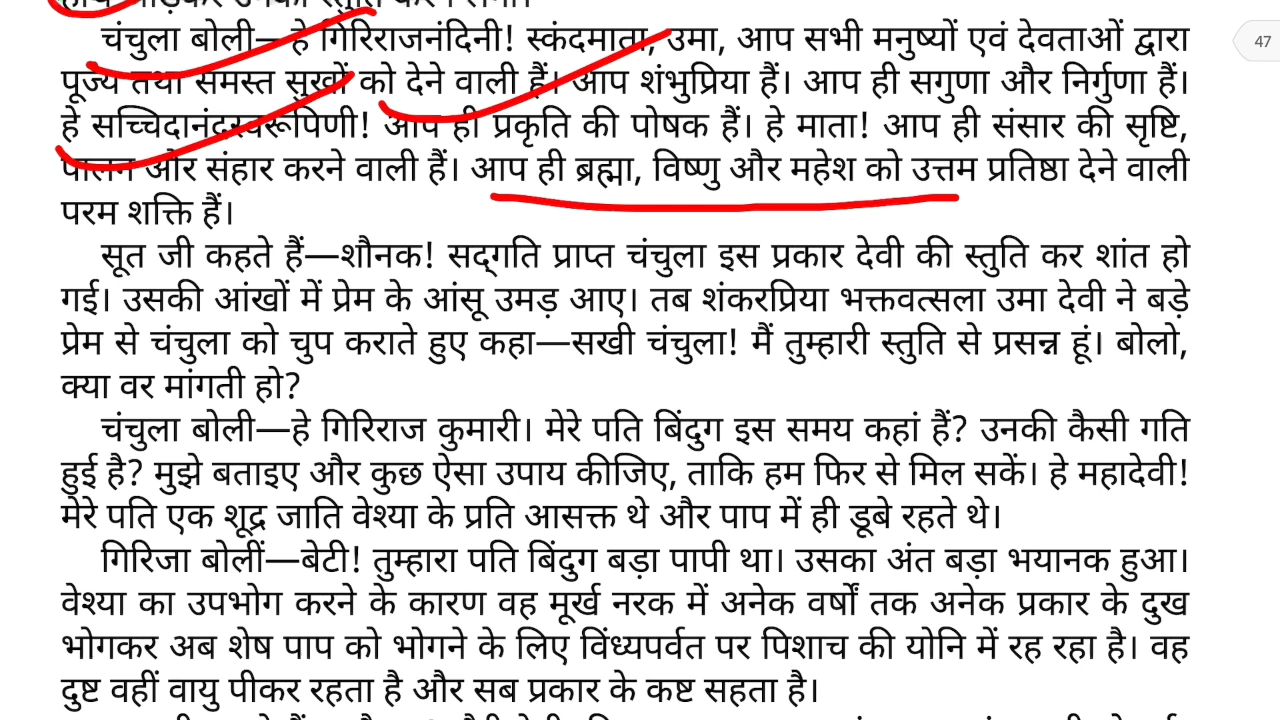 हाथ जोड़कर उनकी स्तुति करने लगी।
चंचुला बोली—हे गिरिराजनंदिनी! स्कंदमाता, उमा, आप सभी मनुष्यों एवं देवताओं द्वारा
47
पूज्य तथा समस्त सुखों को देने वाली हैं। आप शंभुप्रिया हैं। आप ही सगुणा और निर्गुणा हैं।
हे सच्चिदानंदस्वरूपिणी! आप ही प्रकृति की पोषक हैं। हे माता! आप ही संसार की सृष्टि,
पालन और संहार करने वाली हैं। आप ही ब्रह्मा, विष्णु और महेश को उत्तम प्रतिष्ठा देने वाली
परम शक्ति हैं।
सूत जी कहते हैं—शौनक! सद्गति प्राप्त चंचुला इस प्रकार देवी की स्तुति कर शांत हो
गई। उसकी आंखों में प्रेम के आंसू उमड़ आए। तब शंकरप्रिया भक्तवत्सला उमा देवी ने बड़े
प्रेम से चंचुला को चुप कराते हुए कहा—सखी चंचुला! मैं तुम्हारी स्तुति से प्रसन्न हूं। बोलो,
क्या वर मांगती हो?
चंचुला बोली—हे गिरिराज कुमारी। मेरे पति बिंदुग इस समय कहां हैं? उनकी कैसी गति
हुई है? मुझे बताइए और कुछ ऐसा उपाय कीजिए, ताकि हम फिर से मिल सकें। हे महादेवी!
मेरे पति एक शूद्र जाति वेश्या के प्रति आसक्त थे और पाप में ही डूबे रहते थे।
गिरिजा बोलीं—बेटी! तुम्हारा पति बिंदुग बड़ा पापी था। उसका अंत बड़ा भयानक हुआ।
वेश्या का उपभोग करने के कारण वह मूर्ख नरक में अनेक वर्षों तक अनेक प्रकार के दुख
भोगकर अब शेष पाप को भोगने के लिए विंध्यपर्वत पर पिशाच की योनि में रह रहा है। वह
दुष्ट वहीं वायु पीकर रहता है और सब प्रकार के कष्ट सहता है।